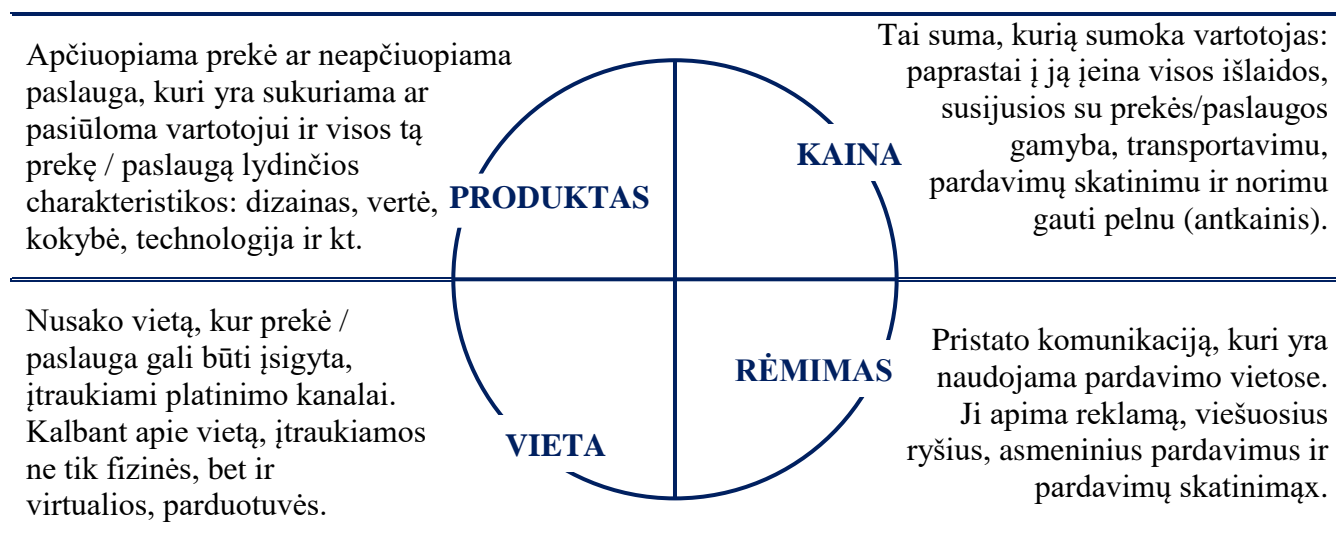 Apčiuopiama prekė ar neapčiuopiama
paslauga, kuri yra sukuriama ar
pasiūloma vartotojui ir visos tą
prekę / paslaugą lydinčios
charakteristikos: dizainas, vertė,
kokybė, technologija ir kt.
PRODUKTAS
Tai suma, kurią sumoka vartotojas:
paprastai į ją įeina visos išlaidos,
susijusios su prekės/paslaugos
gamyba, transportavimu,
pardavimų skatinimu ir norimu
gauti pelnu (antkainis).
KAINA
Nusako vietą, kur prekė /
paslauga gali būti įsigyta,
įtraukiami platinimo kanalai.
Kalbant apie vietą, įtraukiamos
ne tik fizinės, bet ir
virtualios, parduotuvės.
VIETA
RĖMIMAS
Pristato komunikaciją, kuri yra
naudojama pardavimo vietose.
Ji apima reklamą, viešuosius
ryšius, asmeninius pardavimus ir
pardavimų skatinimąx.